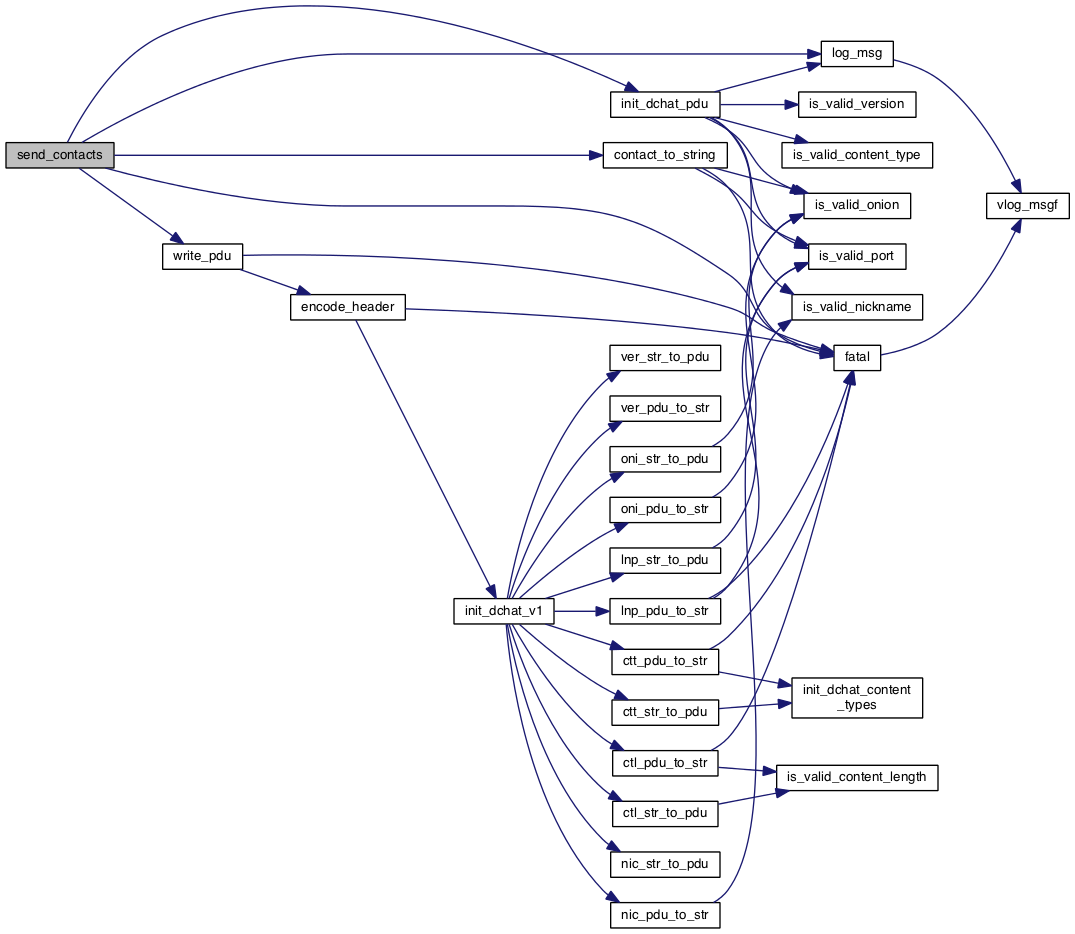 log_msg
init_dchat_pdu
is_valid_version
send_contacts
contact_to_string
is_valid_content_type
is_valid_onion
vlog_msgf
write_pdu
is_valid_port
encode_header
is_valid_nickname
ver_str_to_pdu
fatal
ver_pdu_to_str
oni_str_to_pdu
oni_pdu_to_str
lnp_str_to_pdu
init_dchat_v1
lnp_pdu_to_str
ctt_pdu_to_str
init_dchat_content
_types
ctt_str_to_pdu
ctl_pdu_to_str
is_valid_content_length
ctl_str_to_pdu
nic_str_to_pdu
nic_pdu_to_str